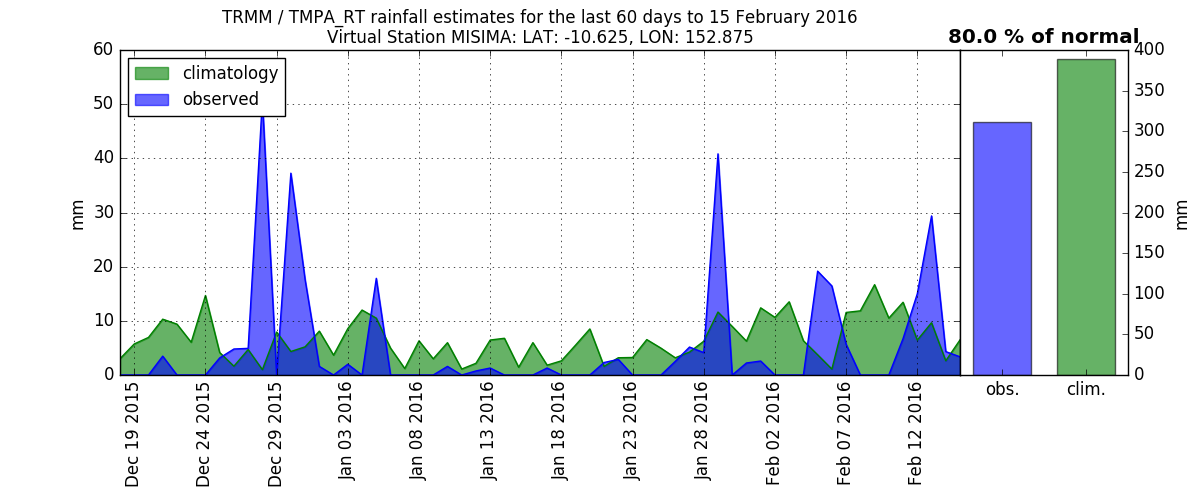 TRMM / TMPA_RT rainfall estimates for the last 60 days to 15 February 2016
Virtual Station MISIMA: LAT: -10.625, LON: 152.875
80.0 % of normal
climatology
observed
60
50
40
30
20
10
0
mm
400
350
300
250
200
150
100
50
0
mm
Dec 19 2015
Dec 24 2015
Dec 29 2015
Jan 03 2016
Jan 08 2016
Jan 13 2016
Jan 18 2016
Jan 23 2016
Jan 28 2016
Feb 02 2016
Feb 07 2016
Feb 12 2016
obs.
clim.